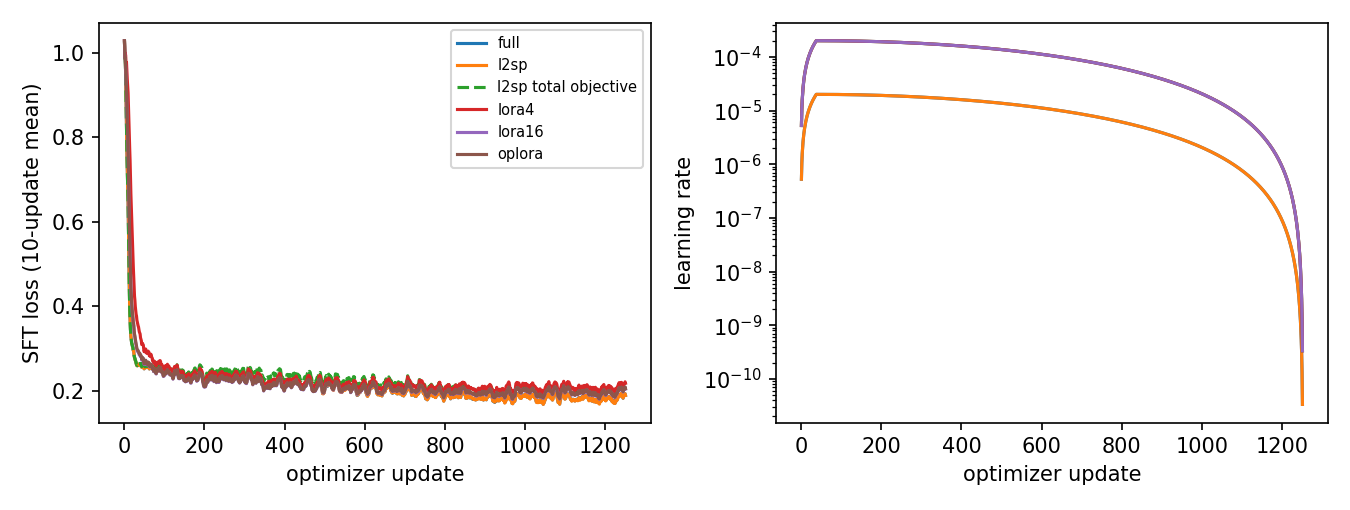 SFT loss (10-update mean)
1.0
0.8
0.6
0.4
0.2
0 200 400 600 800 1000 1200
optimizer update
full
l2sp
l2sp total objective
lora4
lora16
oplora
learning rate
10⁻⁴
10⁻⁵
10⁻⁶
10⁻⁷
10⁻⁸
10⁻⁹
10⁻¹⁰
0 200 400 600 800 1000 1200
optimizer update